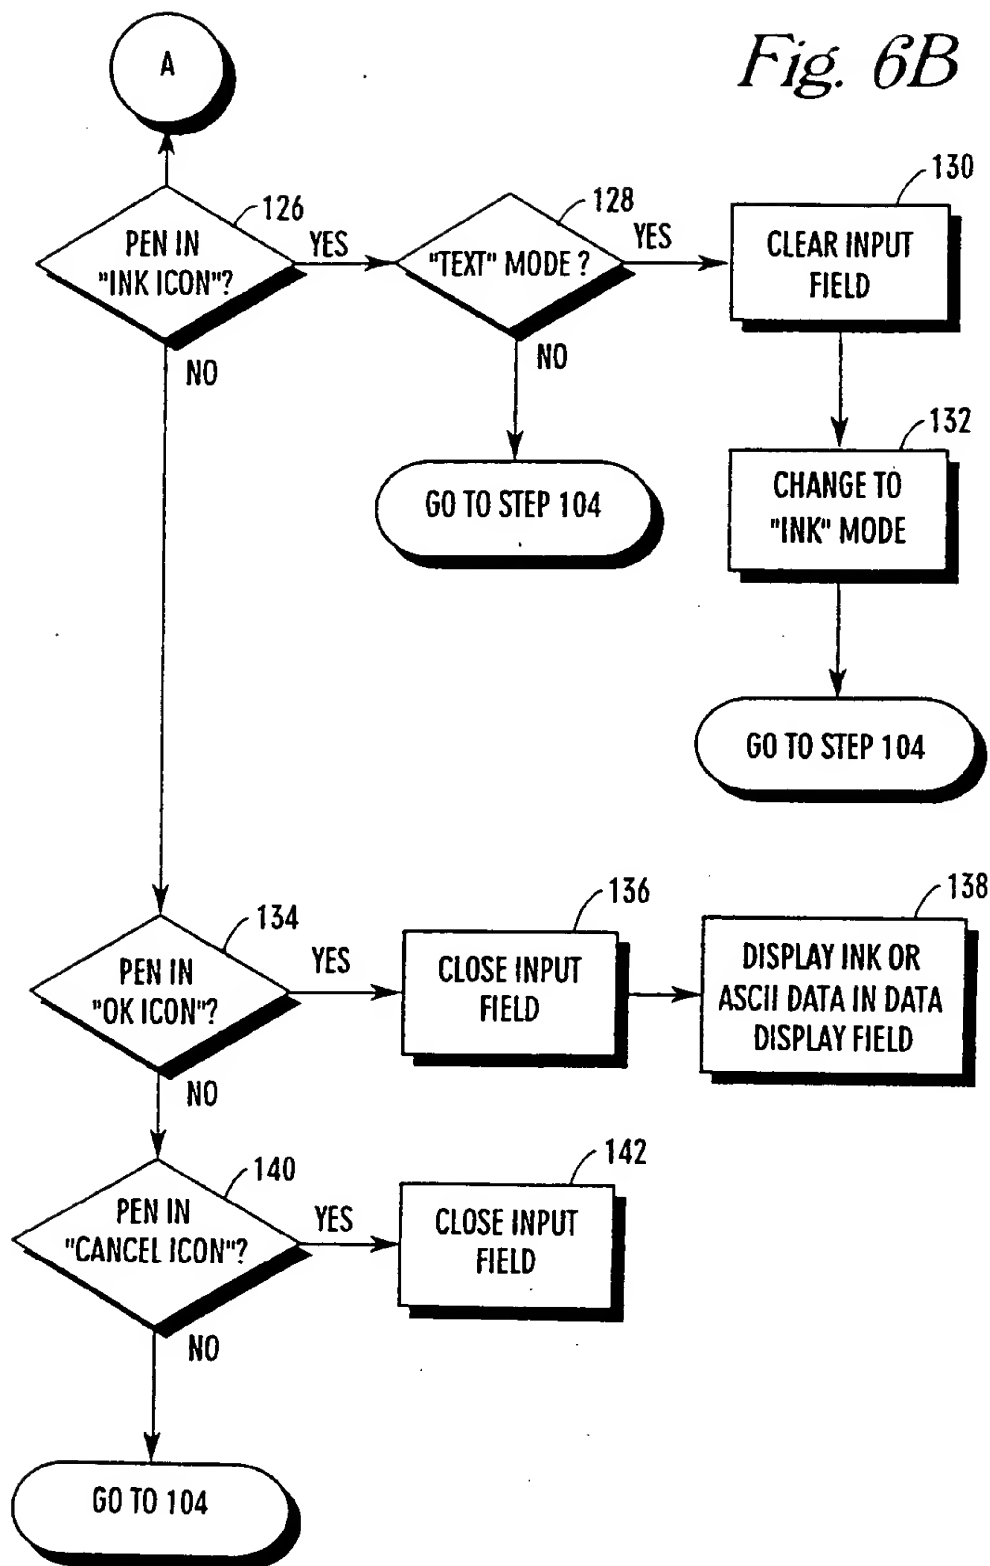 Fig. 6B
A
126
PEN IN
"INK ICON"?
YES
NO
128
"TEXT" MODE ?
YES
NO
130
CLEAR INPUT
FIELD
132
CHANGE TO
"INK" MODE
GO TO STEP 104
GO TO STEP 104
134
PEN IN
"OK ICON"?
YES
NO
136
CLOSE INPUT
FIELD
138
DISPLAY INK OR
ASCII DATA IN DATA
DISPLAY FIELD
140
PEN IN
"CANCEL ICON"?
YES
NO
142
CLOSE INPUT
FIELD
GO TO 104